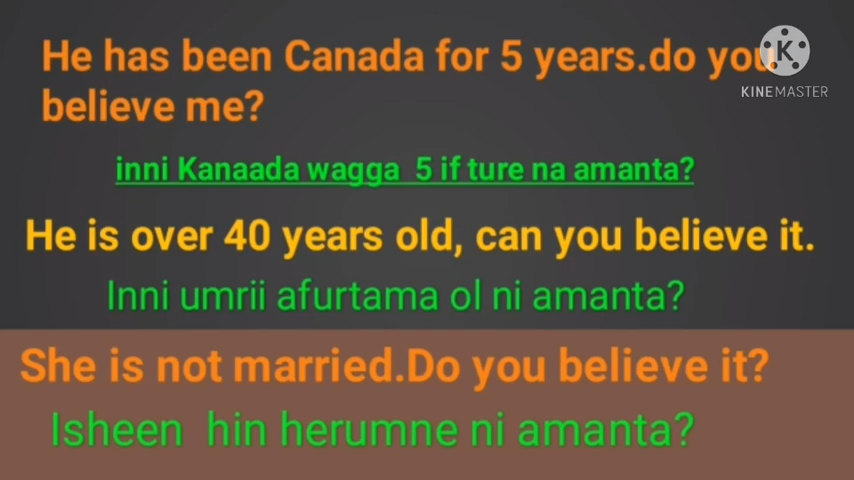 He has been Canada for 5 years.do you
believe me?
KINEMASTER
inni Kanaada wagga 5 if ture na amanta?
He is over 40 years old, can you believe it.
Inni umrii afurtama ol ni amanta?
She is not married.Do you believe it?
Isheen hin herumne ni amanta?